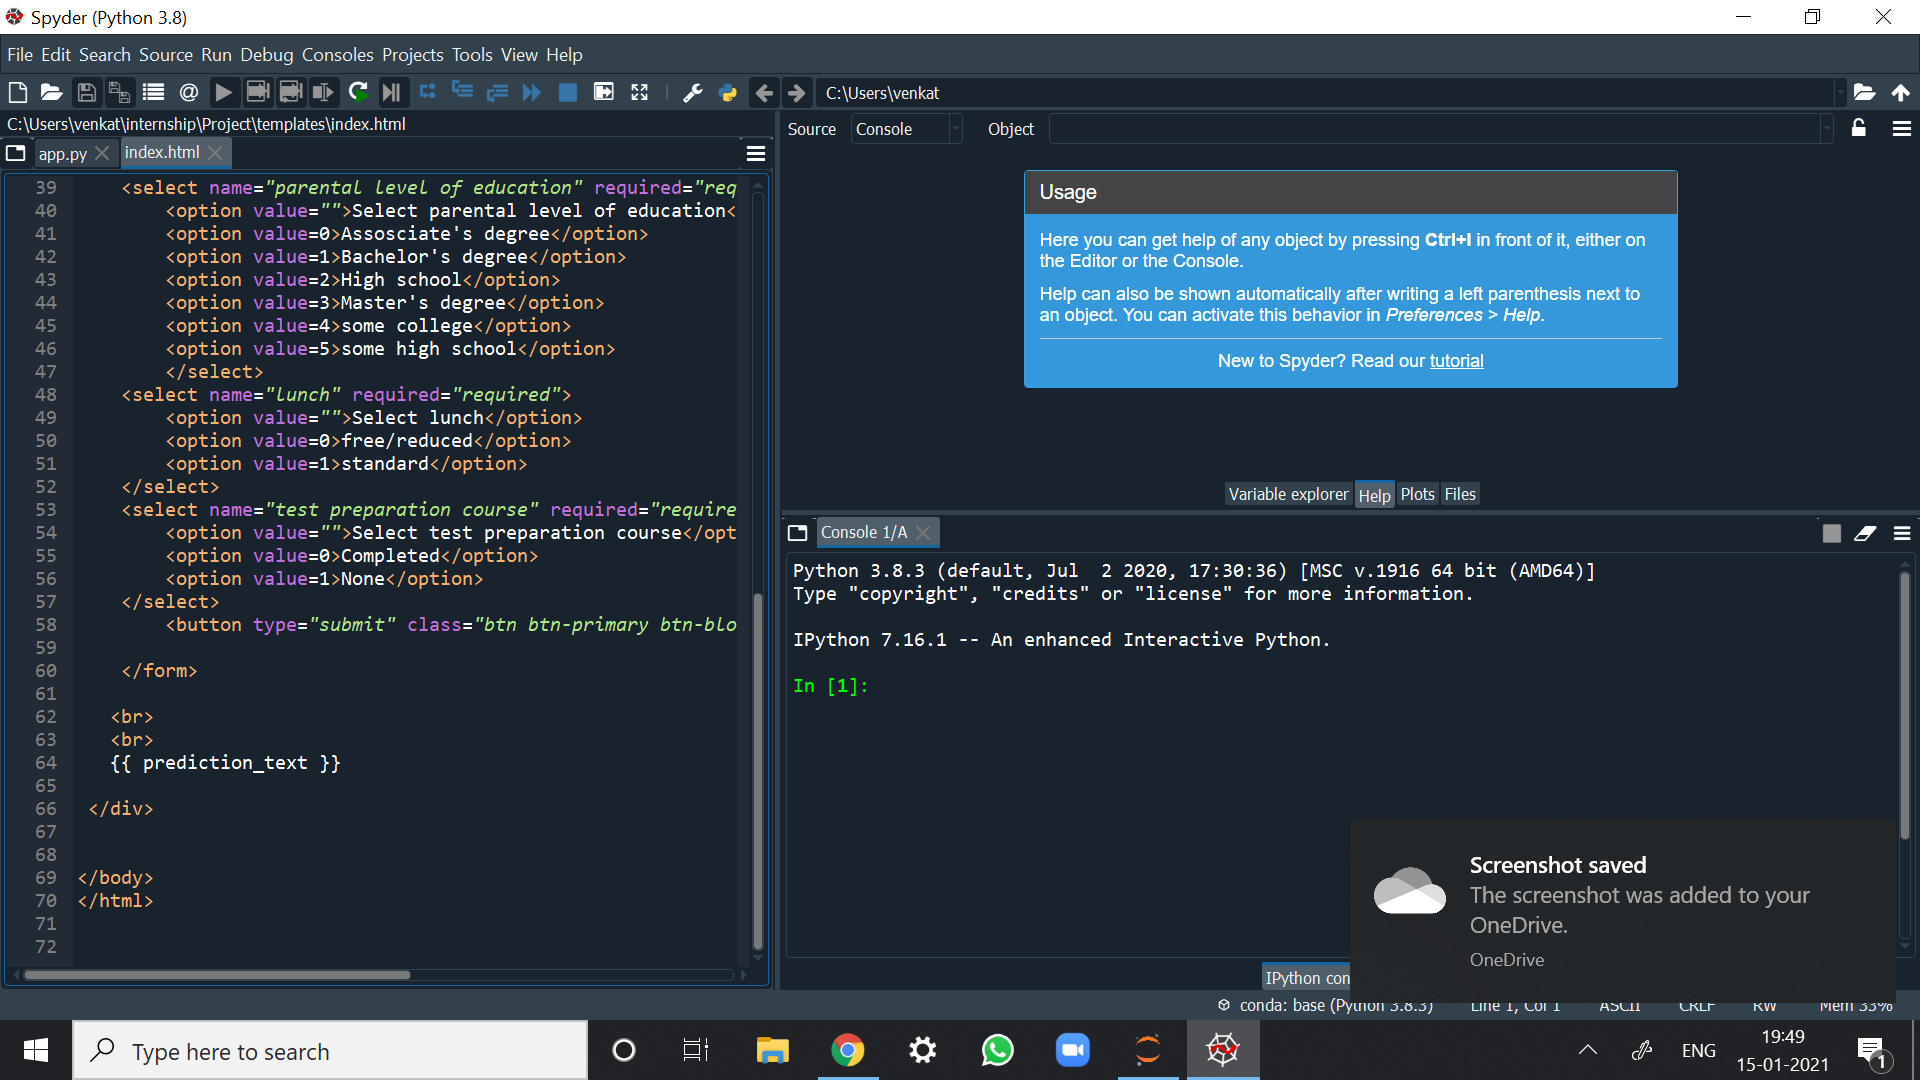 Spyder (Python 3.8)
File Edit Search Source Run Debug Consoles Projects Tools View Help
C:\Users\venkat
C:\Users\venkat\internship\Project\templates\index.html
app.py
index.html
39 <select name="parental level of education" required="req
40 <option value="">Select parental level of education<
41 <option value=0>Assosciate's degree</option>
42 <option value=1>Bachelor's degree</option>
43 <option value=2>High school</option>
44 <option value=3>Master's degree</option>
45 <option value=4>some college</option>
46 <option value=5>some high school</option>
47 </select>
48 <select name="lunch" required="required">
49 <option value="">Select lunch</option>
50 <option value=0>free/reduced</option>
51 <option value=1>standard</option>
52 </select>
53 <select name="test preparation course" required="require
54 <option value="">Select test preparation course</opt
55 <option value=0>Completed</option>
56 <option value=1>None</option>
57 </select>
58 <button type="submit" class="btn btn-primary btn-blo
59
60 </form>
61
62 <br>
63 <br>
64 {{ prediction_text }}
65
66 </div>
67
68
69 </body>
70 </html>
71
72
Source Console Object
Usage
Here you can get help of any object by pressing Ctrl+I in front of it, either on
the Editor or the Console.
Help can also be shown automatically after writing a left parenthesis next to
an object. You can activate this behavior in Preferences > Help.
New to Spyder? Read our tutorial
Variable explorer Help Plots Files
Console 1/A
Python 3.8.3 (default, Jul  2 2020, 17:30:36) [MSC v.1916 64 bit (AMD64)]
Type "copyright", "credits" or "license" for more information.
IPython 7.16.1 -- An enhanced Interactive Python.
In [1]:
Screenshot saved
The screenshot was added to your
OneDrive.
OneDrive
IPython con
conda: base (Python 3.8.3) Line 1, Col 1 ASCII CRLF RW Mem 33%
Type here to search
ENG
19:49
15-01-2021
1